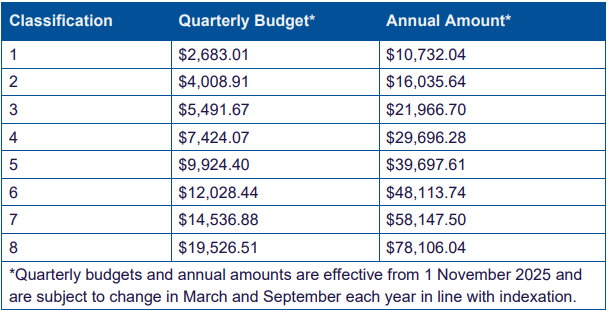 Classification Quarterly Budget* Annual Amount*
1 $2,683.01 $10,732.04
2 $4,008.91 $16,035.64
3 $5,491.67 $21,966.70
4 $7,424.07 $29,696.28
5 $9,924.40 $39,697.61
6 $12,028.44 $48,113.74
7 $14,536.88 $58,147.50
8 $19,526.51 $78,106.04
*Quarterly budgets and annual amounts are effective from 1 November 2025 and
are subject to change in March and September each year in line with indexation.